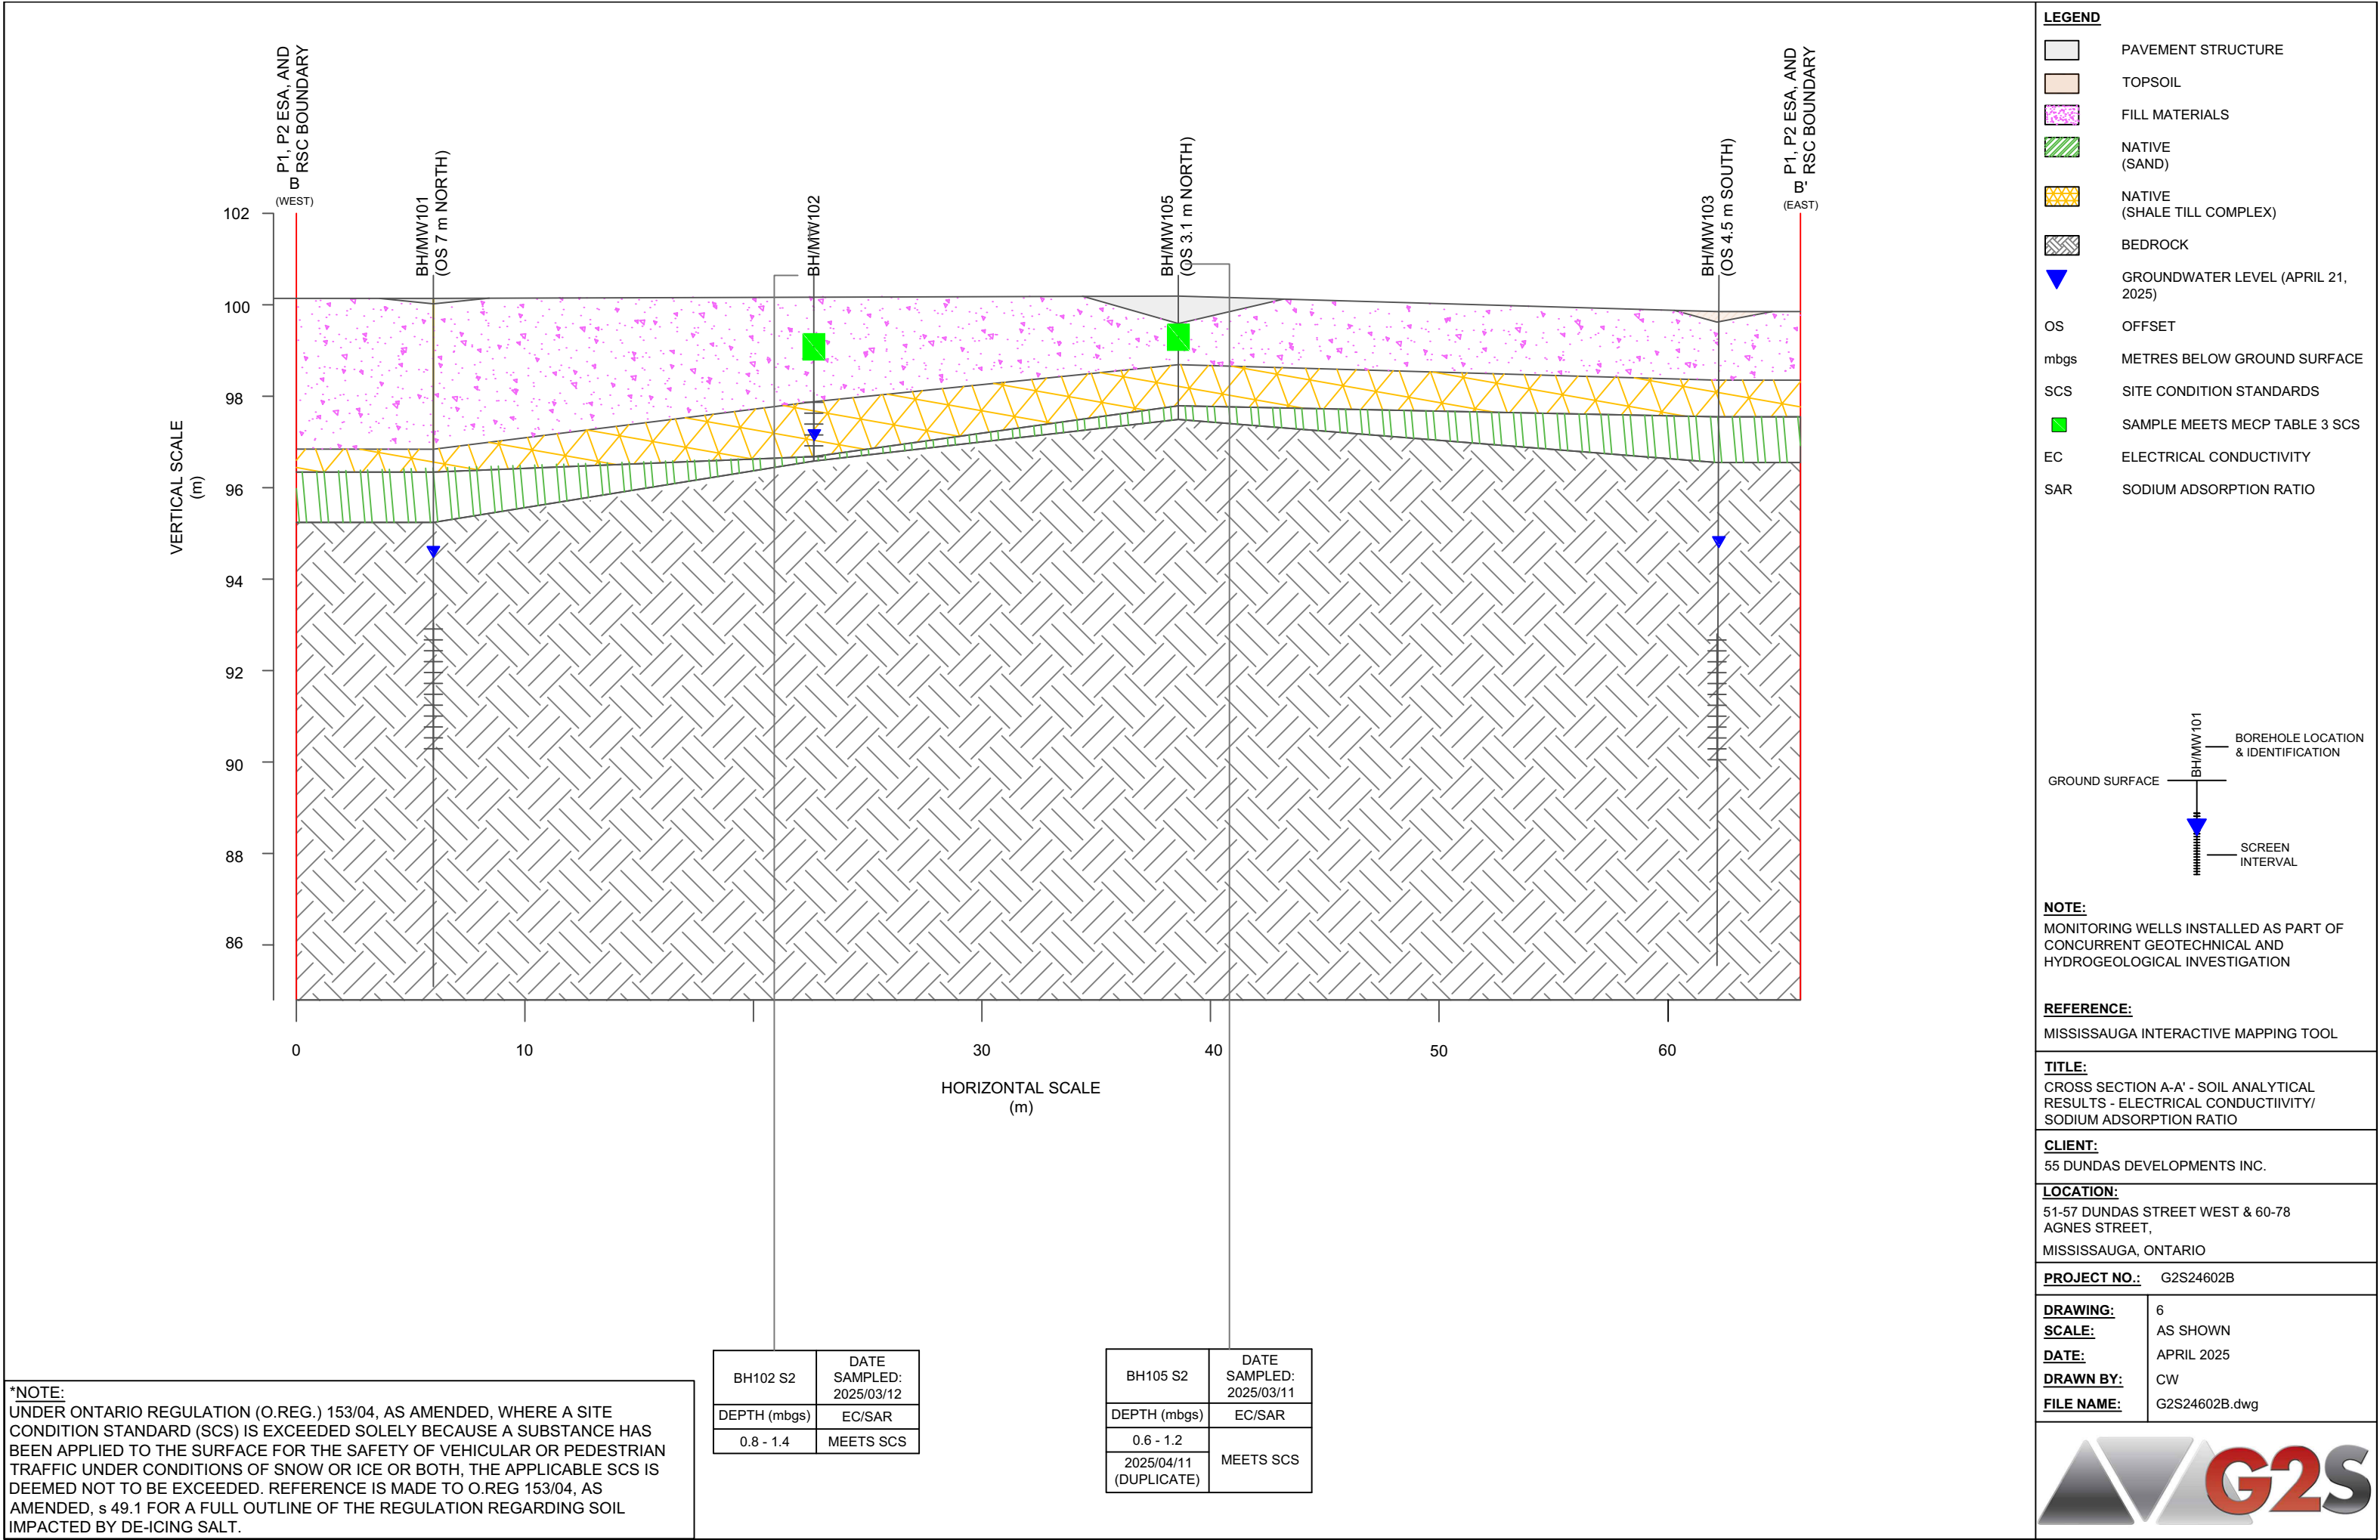 P1, P2 ESA, AND
RSC BOUNDARY
B
(WEST)
BH/MW101
(OS 7 m NORTH)
BH/MW102
BH/MW105
(OS 3.1 m NORTH)
BH/MW103
(OS 4.5 m SOUTH)
P1, P2 ESA, AND
RSC BOUNDARY
B'
(EAST)
VERTICAL SCALE
(m)
102
100
98
96
94
92
90
88
86
0
10
30
40
50
60
HORIZONTAL SCALE
(m)
BH102 S2
DATE
SAMPLED:
2025/03/12
DEPTH (mbgs)
EC/SAR
0.8 - 1.4
MEETS SCS
BH105 S2
DATE
SAMPLED:
2025/03/11
DEPTH (mbgs)
EC/SAR
0.6 - 1.2
2025/04/11
(DUPLICATE)
MEETS SCS
*NOTE:
UNDER ONTARIO REGULATION (O.REG.) 153/04, AS AMENDED, WHERE A SITE
CONDITION STANDARD (SCS) IS EXCEEDED SOLELY BECAUSE A SUBSTANCE HAS
BEEN APPLIED TO THE SURFACE FOR THE SAFETY OF VEHICULAR OR PEDESTRIAN
TRAFFIC UNDER CONDITIONS OF SNOW OR ICE OR BOTH, THE APPLICABLE SCS IS
DEEMED NOT TO BE EXCEEDED. REFERENCE IS MADE TO O.REG 153/04, AS
AMENDED, s 49.1 FOR A FULL OUTLINE OF THE REGULATION REGARDING SOIL
IMPACTED BY DE-ICING SALT.
LEGEND
PAVEMENT STRUCTURE
TOPSOIL
FILL MATERIALS
NATIVE
(SAND)
NATIVE
(SHALE TILL COMPLEX)
BEDROCK
GROUNDWATER LEVEL (APRIL 21,
2025)
OS OFFSET
mbgs METRES BELOW GROUND SURFACE
SCS SITE CONDITION STANDARDS
SAMPLE MEETS MECP TABLE 3 SCS
EC ELECTRICAL CONDUCTIVITY
SAR SODIUM ADSORPTION RATIO
BH/MW101
BOREHOLE LOCATION
& IDENTIFICATION
GROUND SURFACE
SCREEN
INTERVAL
NOTE:
MONITORING WELLS INSTALLED AS PART OF
CONCURRENT GEOTECHNICAL AND
HYDROGEOLOGICAL INVESTIGATION
REFERENCE:
MISSISSAUGA INTERACTIVE MAPPING TOOL
TITLE:
CROSS SECTION A-A' - SOIL ANALYTICAL
RESULTS - ELECTRICAL CONDUCTIIVITY/
SODIUM ADSORPTION RATIO
CLIENT:
55 DUNDAS DEVELOPMENTS INC.
LOCATION:
51-57 DUNDAS STREET WEST & 60-78
AGNES STREET,
MISSISSAUGA, ONTARIO
PROJECT NO.: G2S24602B
DRAWING: 6
SCALE: AS SHOWN
DATE: APRIL 2025
DRAWN BY: CW
FILE NAME: G2S24602B.dwg
G2S